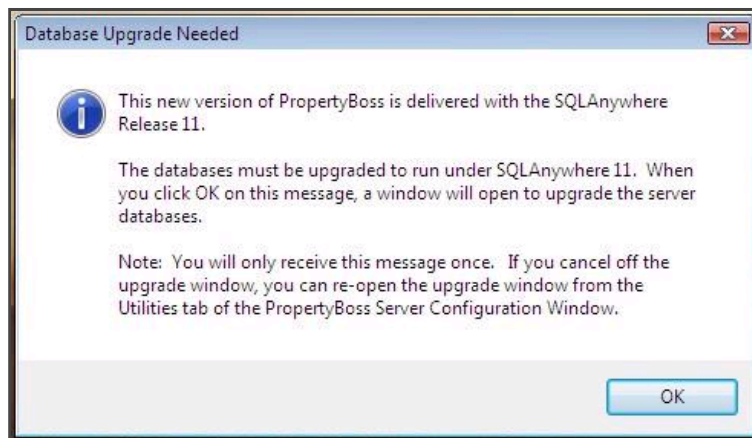 Database Upgrade Needed
This new version of PropertyBoss is delivered with the SQLAnywhere
Release 11.
The databases must be upgraded to run under SQLAnywhere 11.  When
you click OK on this message, a window will open to upgrade the server
databases.
Note:  You will only receive this message once.   If you cancel off the
upgrade window, you can re-open the upgrade window from the
Utilities tab of the PropertyBoss Server Configuration Window.
OK